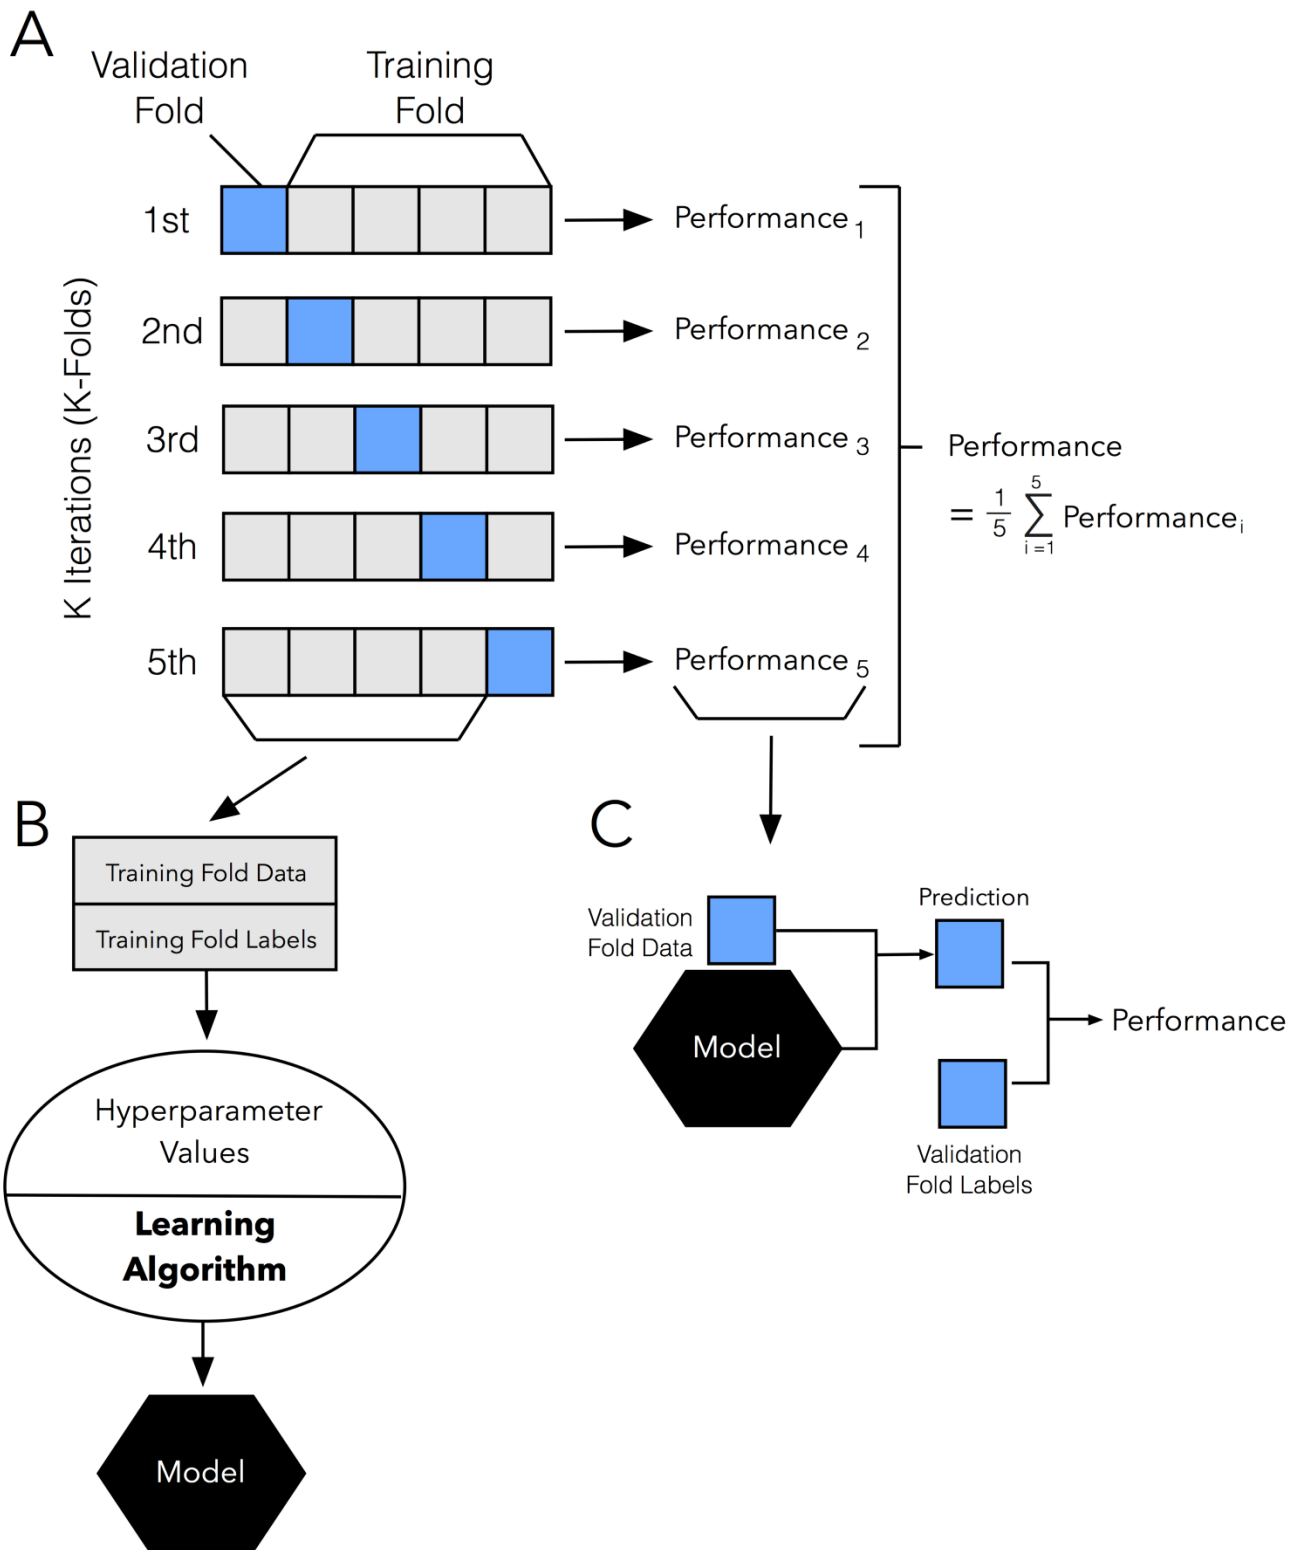 A
Validation
Fold
Training
Fold
K Iterations (K-Folds)
1st
Performance 1
2nd
Performance 2
3rd
Performance 3
4th
Performance 4
5th
Performance 5
Performance
= 1/5 5 ∑ i=1 Performance i
B
Training Fold Data
Training Fold Labels
Hyperparameter
Values
Learning
Algorithm
Model
C
Validation
Fold Data
Model
Prediction
Validation
Fold Labels
Performance